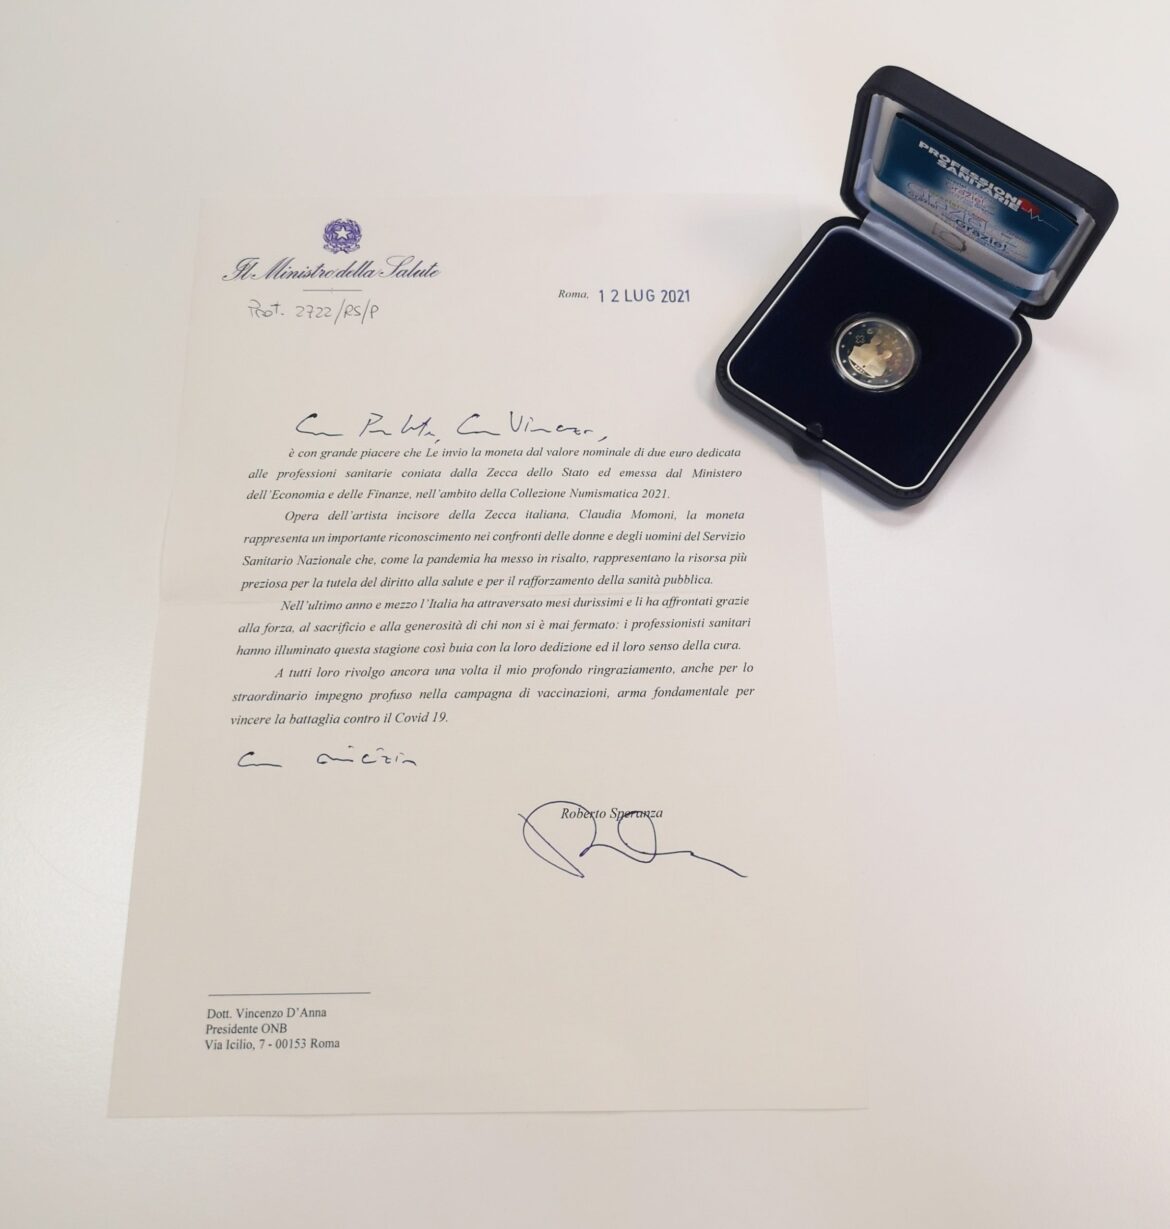 Il Ministro della Salute
Prot. 2722/RS/P
Roma, 12 LUG 2021
PROFESSIONI
SANITARIE
Grazie!
Grazie!
Caro Presidente, Caro Vincenzo,
è con grande piacere che Le invio la moneta dal valore nominale di due euro dedicata
alle professioni sanitarie coniata dalla Zecca dello Stato ed emessa dal Ministero
dell'Economia e delle Finanze, nell'ambito della Collezione Numismatica 2021.
Opera dell'artista incisore della Zecca italiana, Claudia Momoni, la moneta
rappresenta un importante riconoscimento nei confronti delle donne e degli uomini del Servizio
Sanitario Nazionale che, come la pandemia ha messo in risalto, rappresentano la risorsa più
preziosa per la tutela del diritto alla salute e per il rafforzamento della sanità pubblica.
Nell'ultimo anno e mezzo l'Italia ha attraversato mesi durissimi e li ha affrontati grazie
alla forza, al sacrificio e alla generosità di chi non si è mai fermato: i professionisti sanitari
hanno illuminato questa stagione così buia con la loro dedizione ed il loro senso della cura.
A tutti loro rivolgo ancora una volta il mio profondo ringraziamento, anche per lo
straordinario impegno profuso nella campagna di vaccinazioni, arma fondamentale per
vincere la battaglia contro il Covid 19.
Con amicizia
Roberto Speranza
Dott. Vincenzo D'Anna
Presidente ONB
Via Icilio, 7 - 00153 Roma